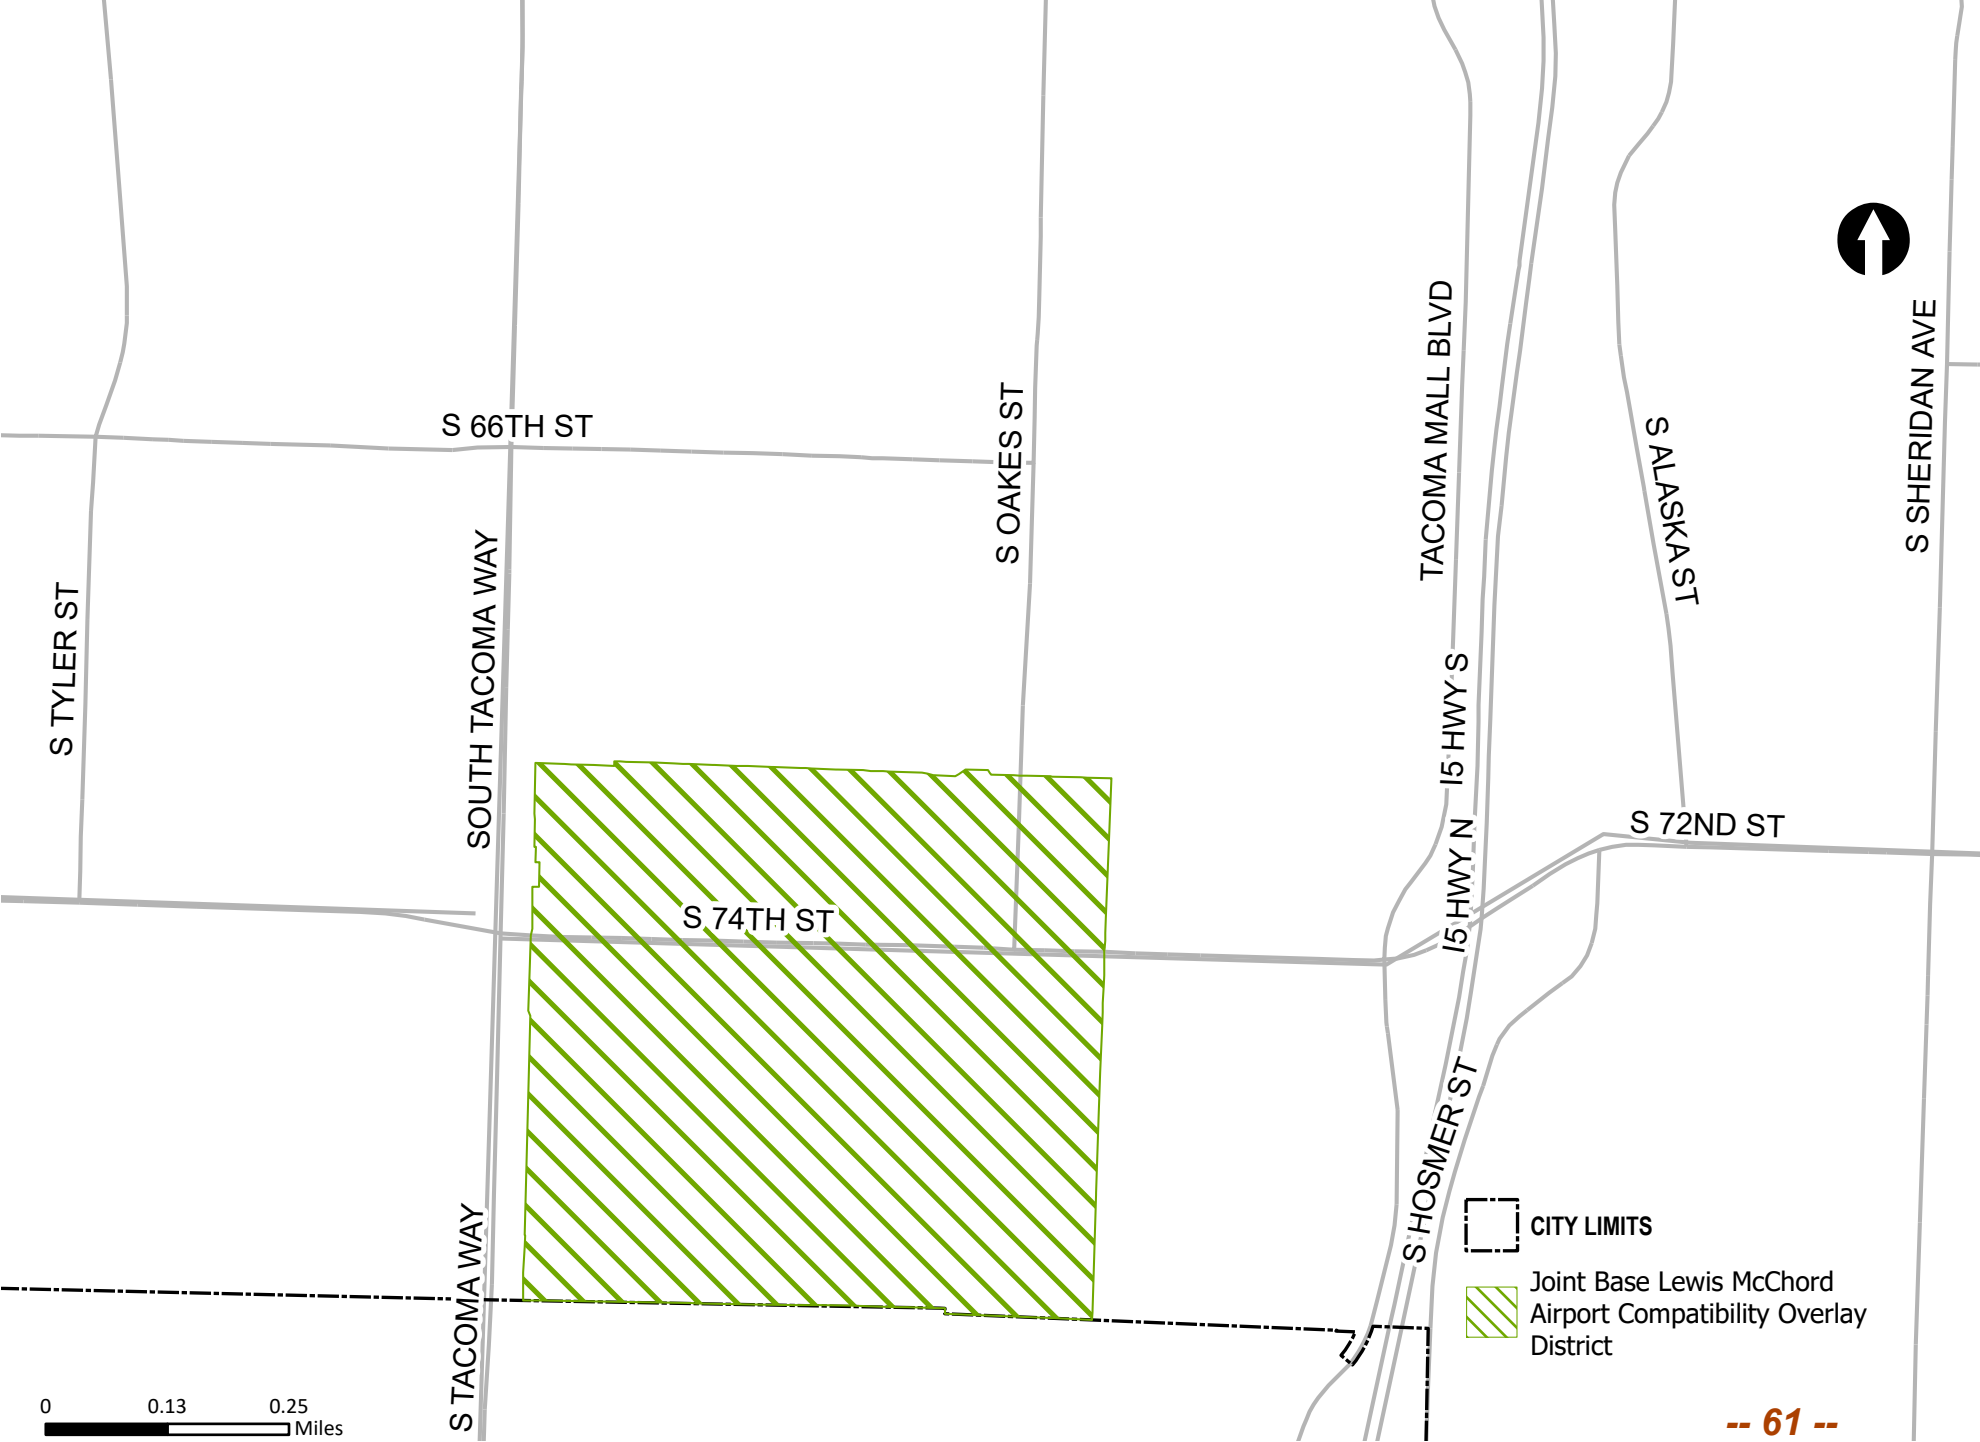 S 66TH ST
S OAKES ST
TACOMA MALL BLVD
S SHERIDAN AVE
S ALASKA ST
SOUTH TACOMA WAY
S TYLER ST
I5 HWY S
S 72ND ST
I5 HWY N
S 74TH ST
S HOSMER ST
S TACOMA WAY
CITY LIMITS
Joint Base Lewis McChord
Airport Compatibility Overlay
District
0 0.13 0.25
Miles
-- 61 --